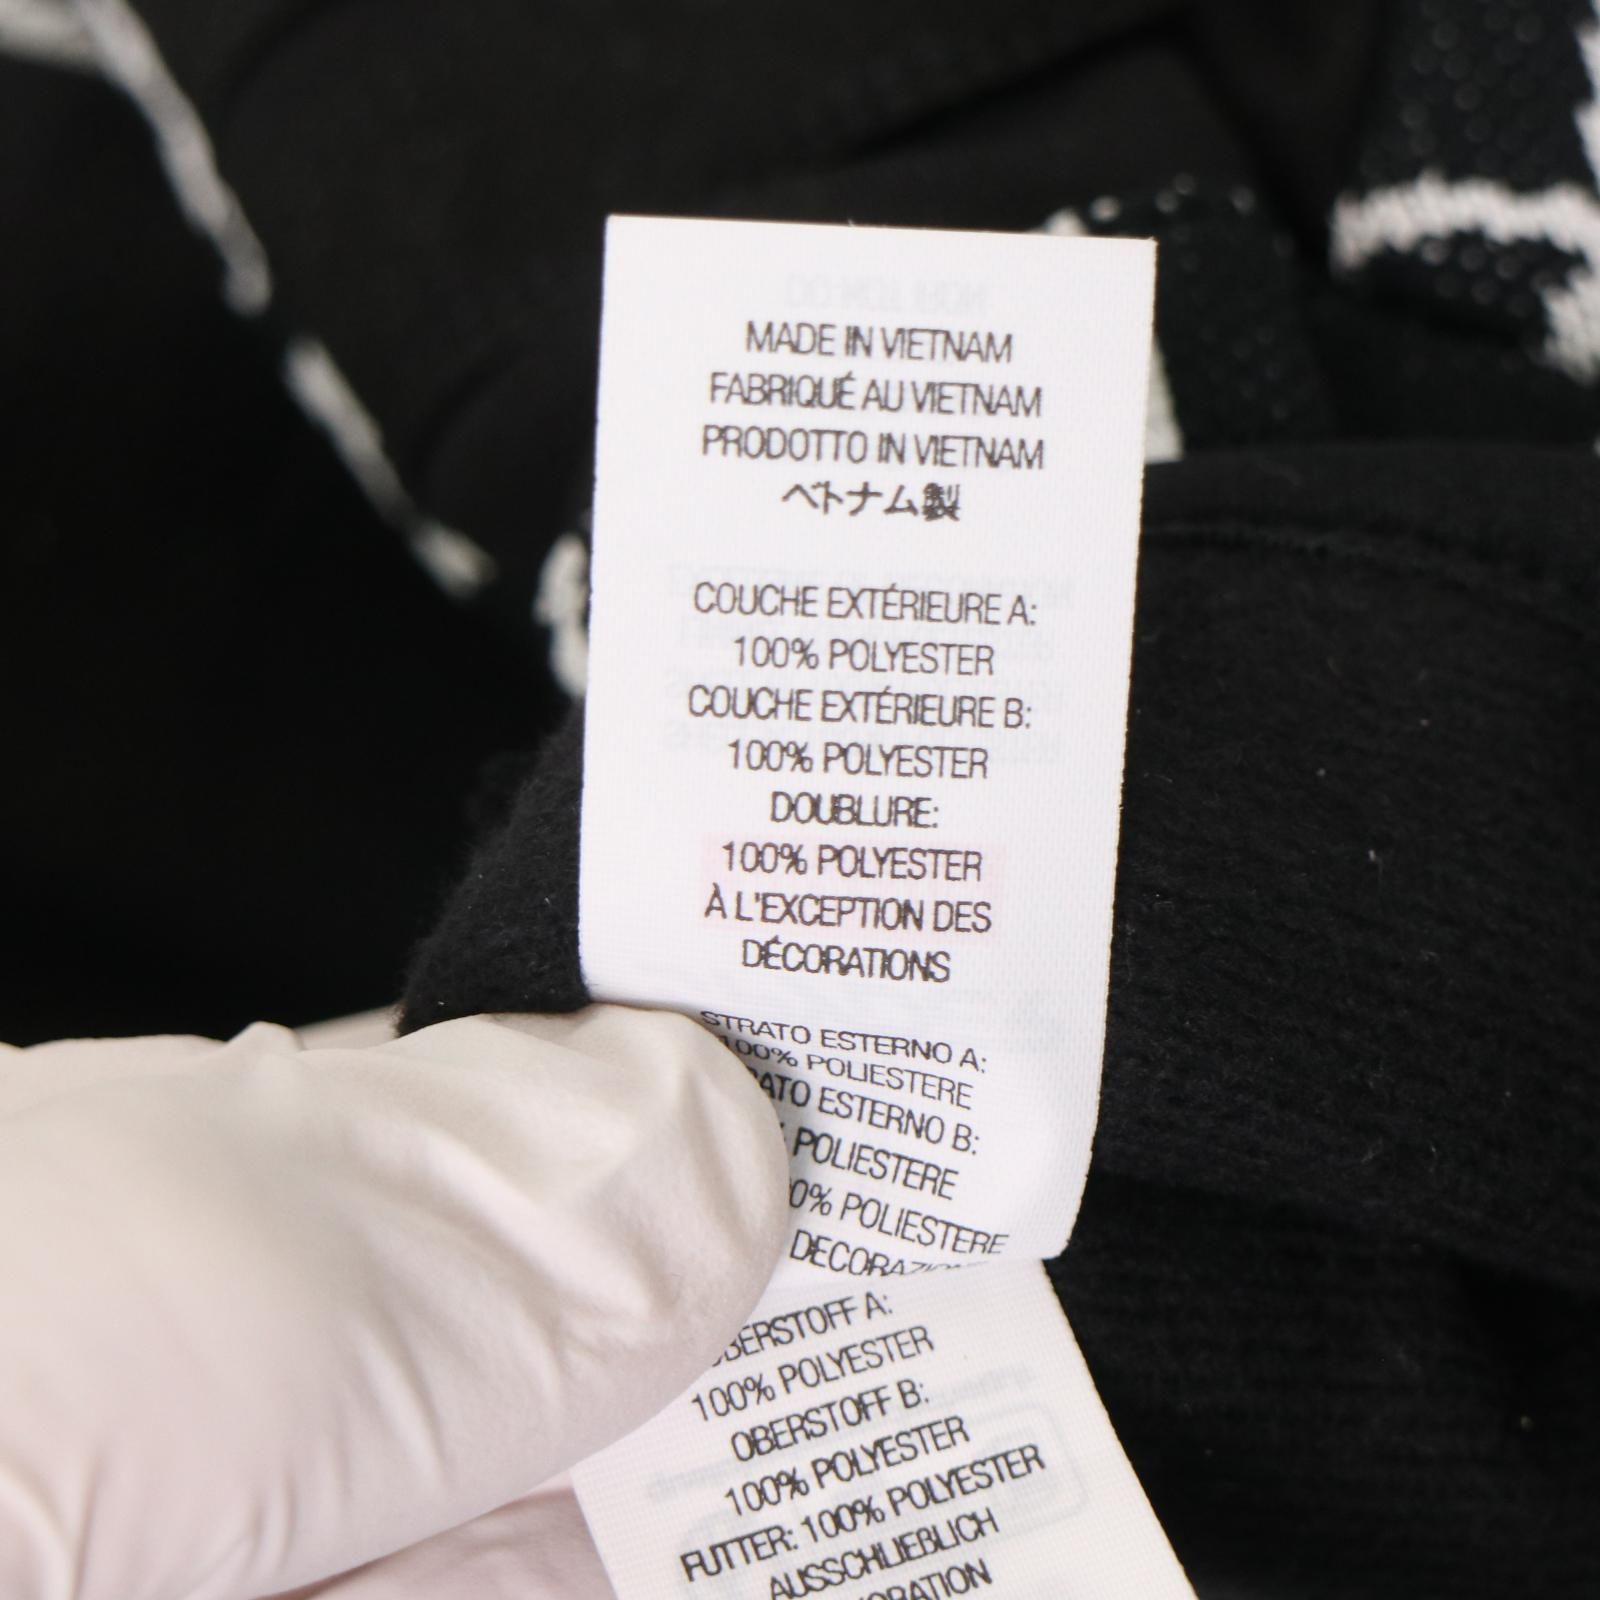 MADE IN VIETNAM
FABRIQUÉ AU VIETNAM
PRODOTTO IN VIETNAM
ベトナム製
COUCHE EXTÉRIEURE A:
100% POLYESTER
COUCHE EXTÉRIEURE B:
100% POLYESTER
DOUBLURE:
100% POLYESTER
À L'EXCEPTION DES
DÉCORATIONS
STRATO ESTERNO A:
100% POLIESTERE
ESTERNO B:
POLIESTERE
POLIESTERE
OBERSTOFF A:
100% POLYESTER
OBERSTOFF B:
100% POLYESTER
FUTTER: 100% POLYESTER
AUSSCHLIEBLICH